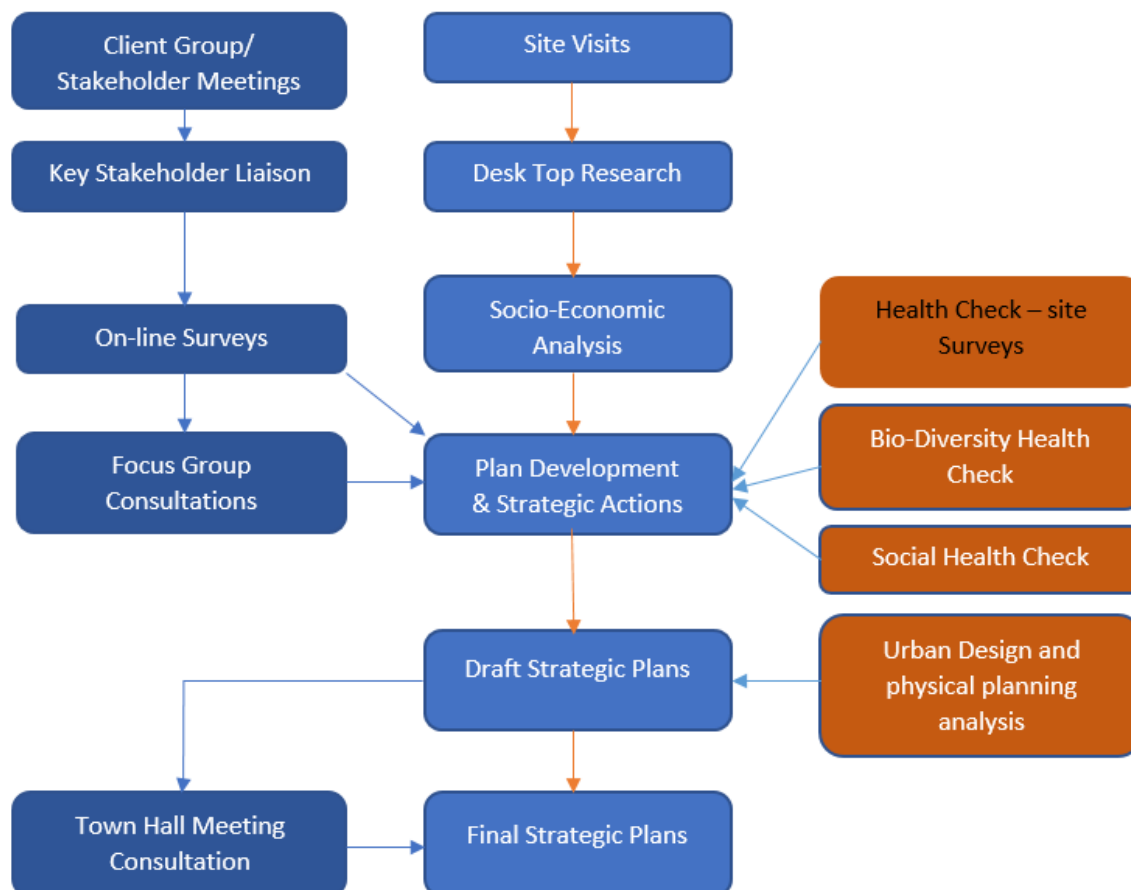 Client Group/
Stakeholder Meetings
Site Visits
Key Stakeholder Liaison
Desk Top Research
On-line Surveys
Socio-Economic
Analysis
Health Check – site
Surveys
Focus Group
Consultations
Plan Development
& Strategic Actions
Bio-Diversity Health
Check
Social Health Check
Draft Strategic Plans
Urban Design and
physical planning
analysis
Town Hall Meeting
Consultation
Final Strategic Plans